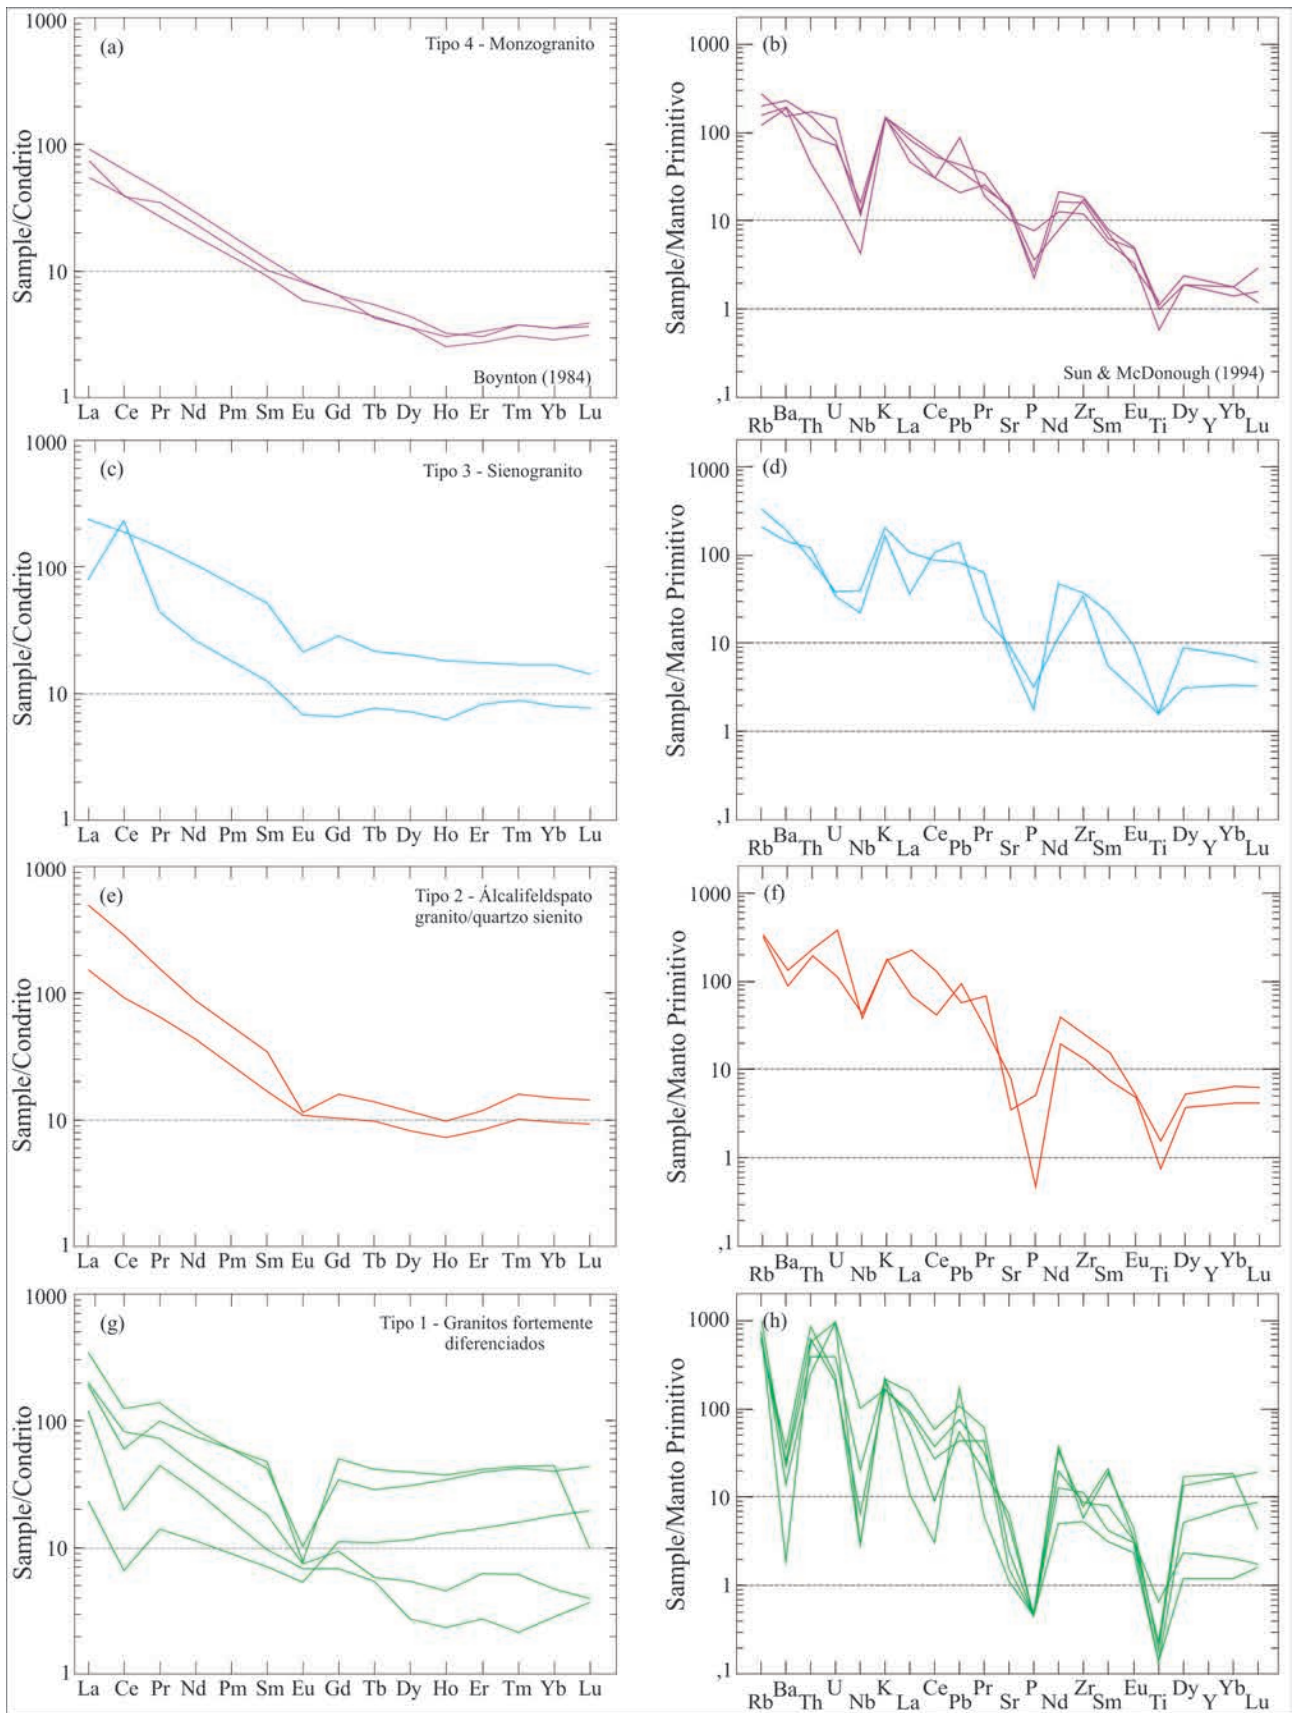 (a)
Tipo 4 - Monzogranito
1000
100
10
1
Sample/Condrito
Boynton (1984)
La Ce Pr Nd Pm Sm Eu Gd Tb Dy Ho Er Tm Yb Lu
(b)
1000
100
10
1
,1
Sample/Manto Primitivo
Sun & McDonough (1994)
Ba U K Ce Pr P Zr Eu Dy Yb
Rb Th Nb La Pb Sr Nd Sm Ti Y Lu
(c)
Tipo 3 - Sienogranito
1000
100
10
1
Sample/Condrito
La Ce Pr Nd Pm Sm Eu Gd Tb Dy Ho Er Tm Yb Lu
(d)
1000
100
10
1
,1
Sample/Manto Primitivo
Ba U K Ce Pr P Zr Eu Dy Yb
Rb Th Nb La Pb Sr Nd Sm Ti Y Lu
(e)
Tipo 2 - Álcalifeldspato
granito/quartzo sienito
1000
100
10
1
Sample/Condrito
La Ce Pr Nd Pm Sm Eu Gd Tb Dy Ho Er Tm Yb Lu
(f)
1000
100
10
1
,1
Sample/Manto Primitivo
Ba U K Ce Pr P Zr Eu Dy Yb
Rb Th Nb La Pb Sr Nd Sm Ti Y Lu
(g)
Tipo 1 - Granitos fortemente
diferenciados
1000
100
10
1
Sample/Condrito
La Ce Pr Nd Pm Sm Eu Gd Tb Dy Ho Er Tm Yb Lu
(h)
1000
100
10
1
,1
Sample/Manto Primitivo
Ba U K Ce Pr P Zr Eu Dy Yb
Rb Th Nb La Pb Sr Nd Sm Ti Y Lu